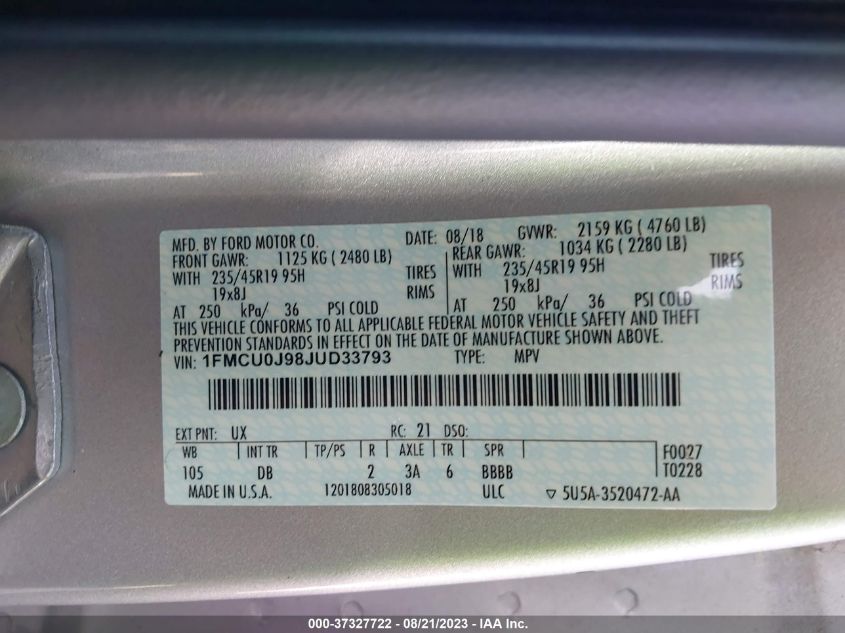 MFD. BY FORD MOTOR CO. DATE: 08/18 GVWR: 2159 KG ( 4760 LB)
FRONT GAWR: 1125 KG ( 2480 LB) REAR GAWR: 1034 KG ( 2280 LB)
WITH 235/45R19 95H TIRES WITH 235/45R19 95H TIRES
19x8J RIMS 19x8J RIMS
AT 250 kPa/ 36 PSI COLD AT 250 kPa/ 36 PSI COLD
THIS VEHICLE CONFORMS TO ALL APPLICABLE FEDERAL MOTOR VEHICLE SAFETY AND THEFT
PREVENTION STANDARDS IN EFFECT ON THE DATE OF MANUFACTURE SHOWN ABOVE.
VIN: 1FMCU0J98JUD33793 TYPE: MPV
EXT PNT: UX RC: 21 DSO:
WB INT TR TP/PS R AXLE TR SPR F0027
105 DB 2 3A 6 BBBB T0228
MADE IN U.S.A. 1201808305018 ULC ▽ 5U5A-3520472-AA
000-37327722 - 08/21/2023 - IAA Inc.